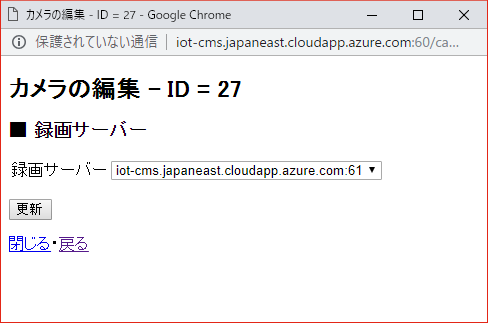 カメラの編集 - ID = 27 - Google Chrome
保護されていない通信 | iot-cms.japaneast.cloudapp.azure.com:60/ca...
カメラの編集 - ID = 27
■ 録画サーバー
録画サーバー iot-cms.japaneast.cloudapp.azure.com:61
更新
閉じる・戻る